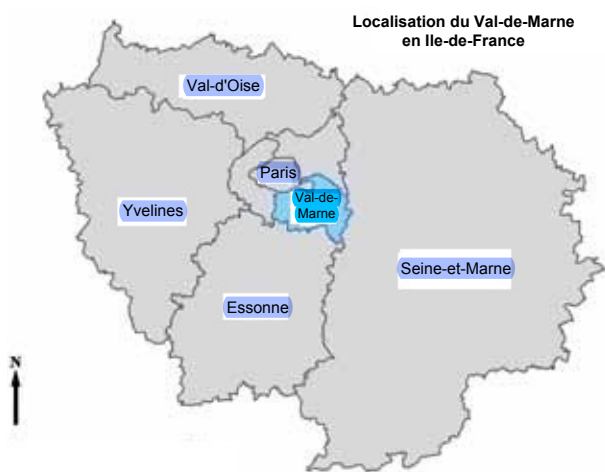 Localisation du Val-de-Marne
en Ile-de-France
Val-d'Oise
Paris
Val-de-
Marne
Yvelines
Seine-et-Marne
Essonne
N